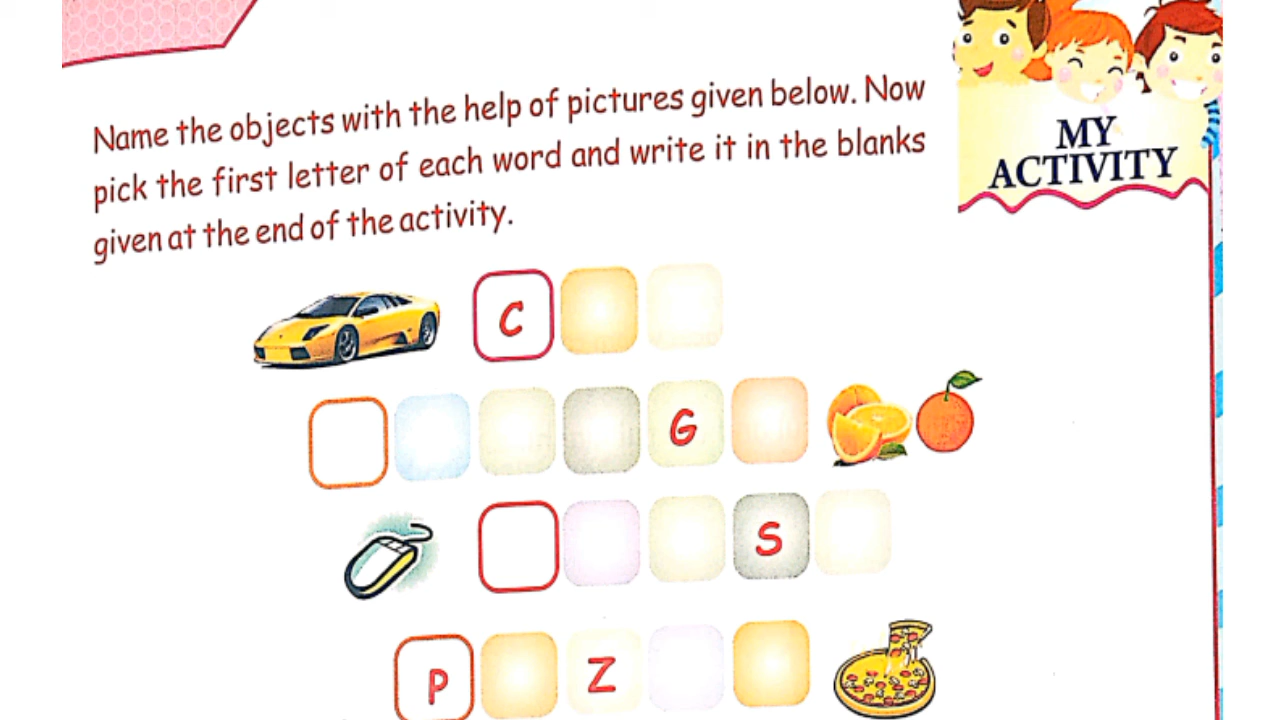 Name the objects with the help of pictures given below. Now
pick the first letter of each word and write it in the blanks
given at the end of the activity.
MY
ACTIVITY
C
G
S
P Z